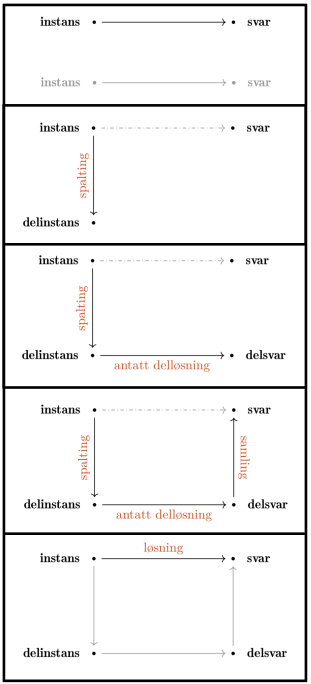 instans svar
instans svar
instans svar
spalting
delinstans
instans svar
spalting
delinstans delsvar
antatt delløsning
instans svar
spalting samling
delinstans delsvar
antatt delløsning
løsning
instans svar
delinstans delsvar